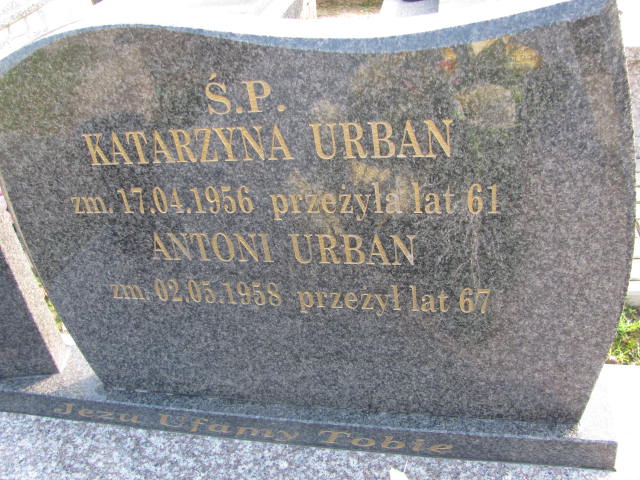 Ś.P.
KATARZYNA URBAN
zm. 17.04.1956 przeżyła lat 61
ANTONI URBAN
zm. 02.05.1958 przeżył lat 67
Jezu Ufamy Tobie